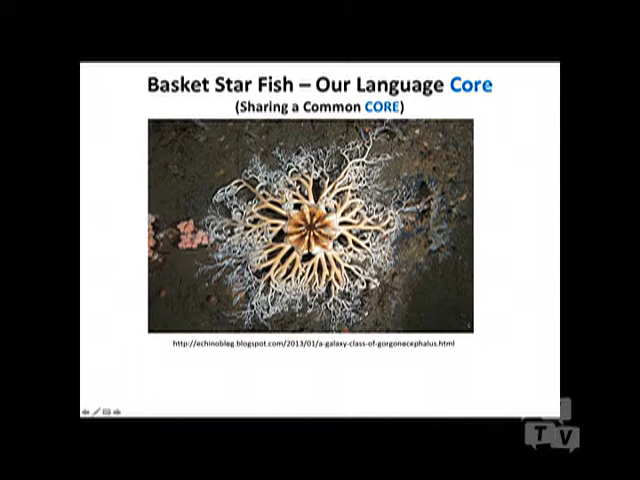 Basket Star Fish – Our Language Core
(Sharing a Common CORE)
http://echinobleg.blogspot.com/2013/01/a-galaxy-class-of-gorgonecephalus.html
TV